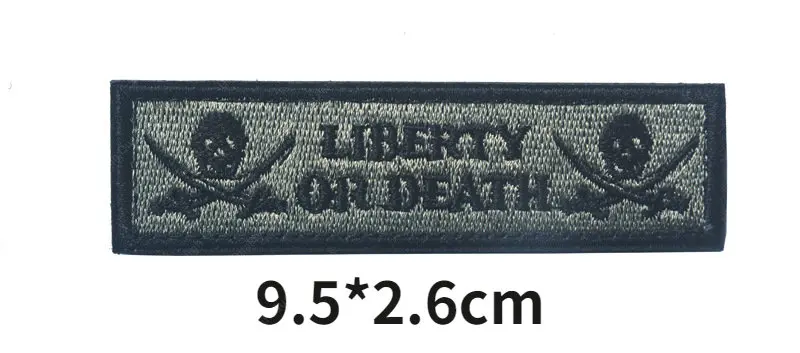 LIBERTY
OR DEATH
9.5*2.6cm